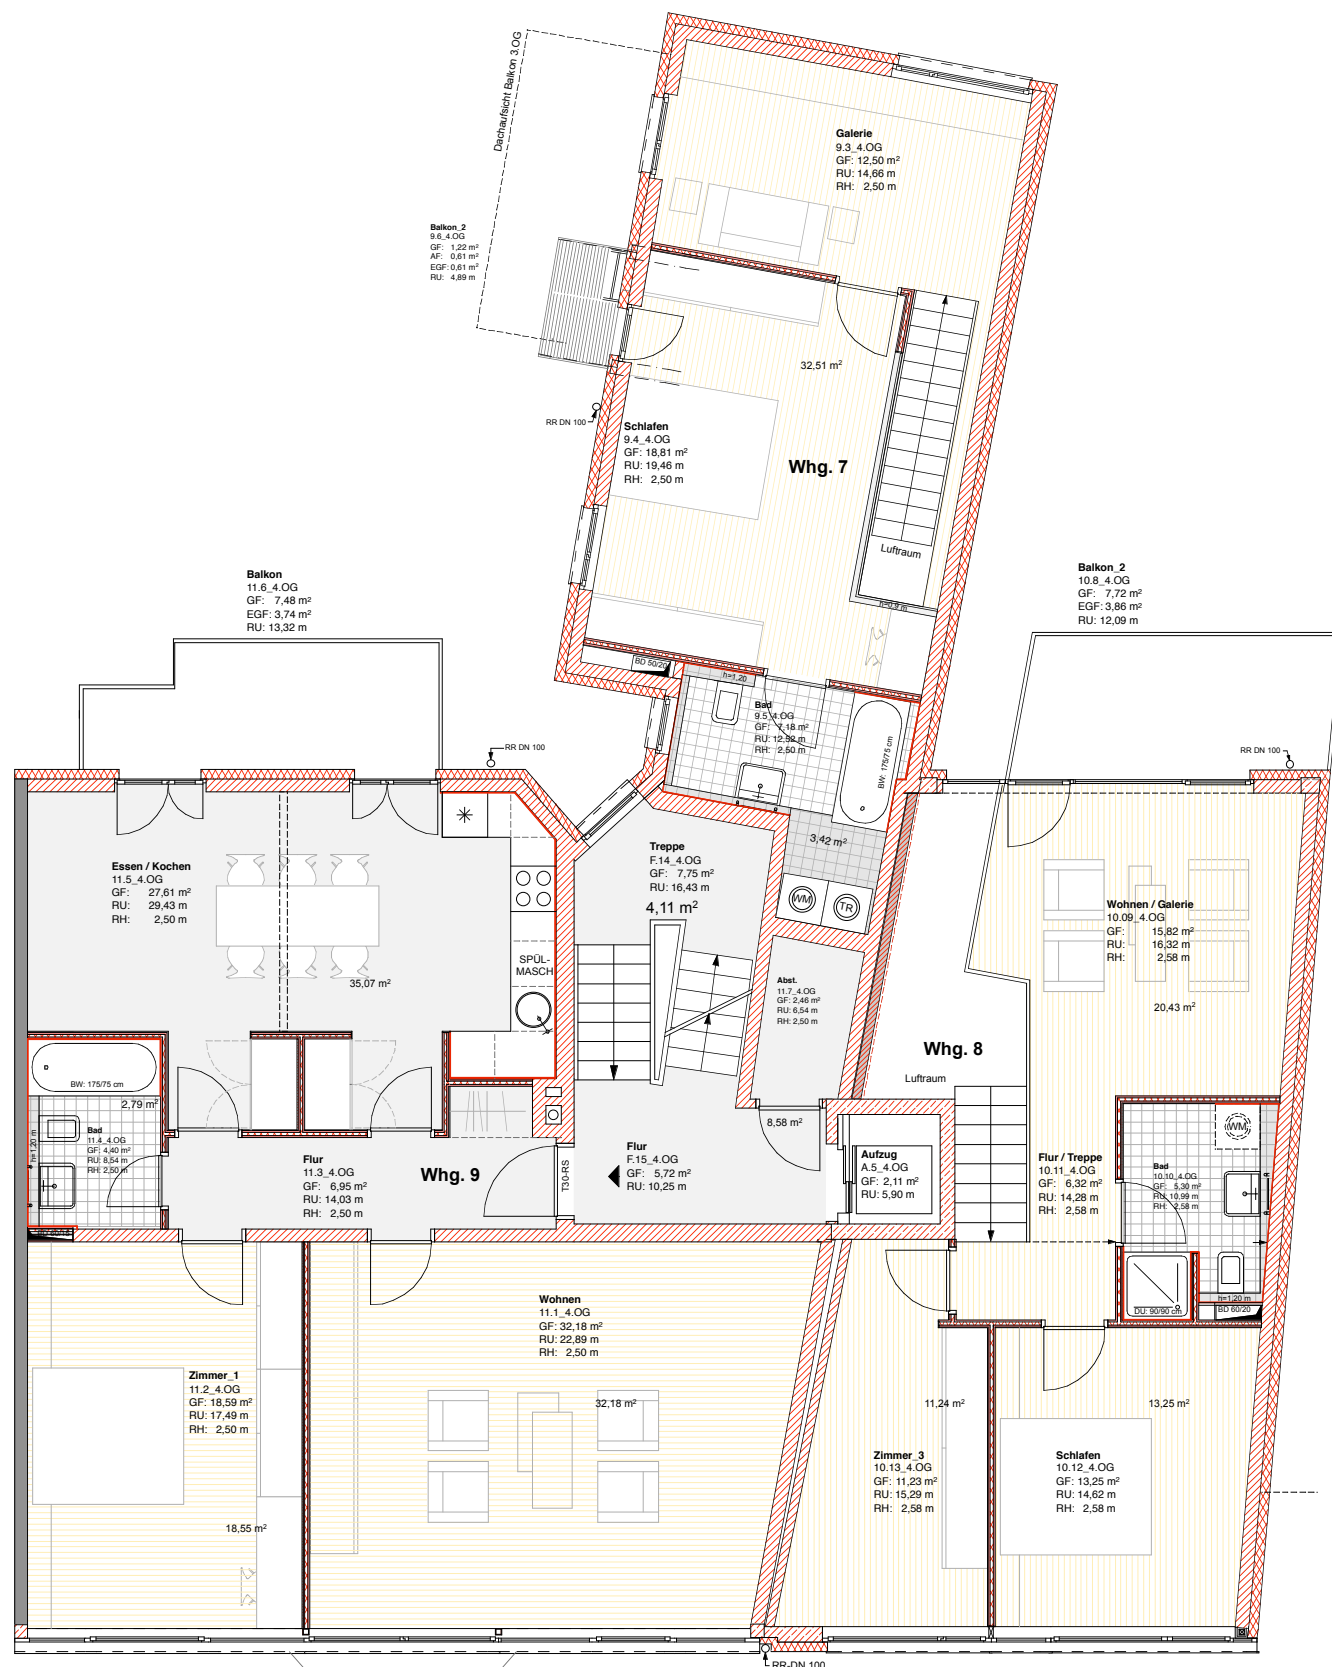 Dachaufsicht Balkon 3.OG
Galerie
9.3_4.OG
GF: 12,50 m²
RU: 14,66 m
RH: 2,50 m
Balkon_2
9.6_4.OG
GF: 1,22 m²
AF: 0,61 m²
EGF: 0,61 m²
RU: 4,89 m
32,51 m²
RR DN 100
Schlafen
9.4_4.OG
GF: 18,81 m²
RU: 19,46 m
RH: 2,50 m
Whg. 7
Luftraum
h=0,9 m
Balkon
11.6_4.OG
GF: 7,48 m²
EGF: 3,74 m²
RU: 13,32 m
Balkon_2
10.8_4.OG
GF: 7,72 m²
EGF: 3,86 m²
RU: 12,09 m
BD 50/20
h=1,20
Bad
9.5_4.OG
GF: 7,18 m²
RU: 12,52 m
RH: 2,50 m
BW: 175/75 cm
RR DN 100
RR DN 100
3,42 m²
WM
TR
Treppe
F.14_4.OG
GF: 7,75 m²
RU: 16,43 m
4,11 m²
Essen / Kochen
11.5_4.OG
GF: 27,61 m²
RU: 29,43 m
RH: 2,50 m
35,07 m²
SPÜL-
MASCH
Wohnen / Galerie
10.09_4.OG
GF: 15,82 m²
RU: 16,32 m
RH: 2,58 m
20,43 m²
Abst.
11.7_4.OG
GF: 2,46 m²
RU: 6,54 m
RH: 2,50 m
Whg. 8
Luftraum
BW: 175/75 cm
2,79 m²
h=1,20 m
Bad
11.4_4.OG
GF: 4,40 m²
RU: 8,54 m
RH: 2,50 m
8,58 m²
WM
Flur
11.3_4.OG
GF: 6,95 m²
RU: 14,03 m
RH: 2,50 m
Whg. 9
T30-RS
Flur
F.15_4.OG
GF: 5,72 m²
RU: 10,25 m
Aufzug
A.5_4.OG
GF: 2,11 m²
RU: 5,90 m
Flur / Treppe
10.11_4.OG
GF: 6,32 m²
RU: 14,28 m
RH: 2,58 m
Bad
10.10_4.OG
GF: 5,30 m²
RU: 10,99 m
RH: 2,58 m
h=1,20 m
DU: 90/90 cm
BD 60/20
Wohnen
11.1_4.OG
GF: 32,18 m²
RU: 22,89 m
RH: 2,50 m
32,18 m²
Zimmer_1
11.2_4.OG
GF: 18,59 m²
RU: 17,49 m
RH: 2,50 m
18,55 m²
11,24 m²
13,25 m²
Zimmer_3
10.13_4.OG
GF: 11,23 m²
RU: 15,29 m
RH: 2,58 m
Schlafen
10.12_4.OG
GF: 13,25 m²
RU: 14,62 m
RH: 2,58 m
RR-DN 100